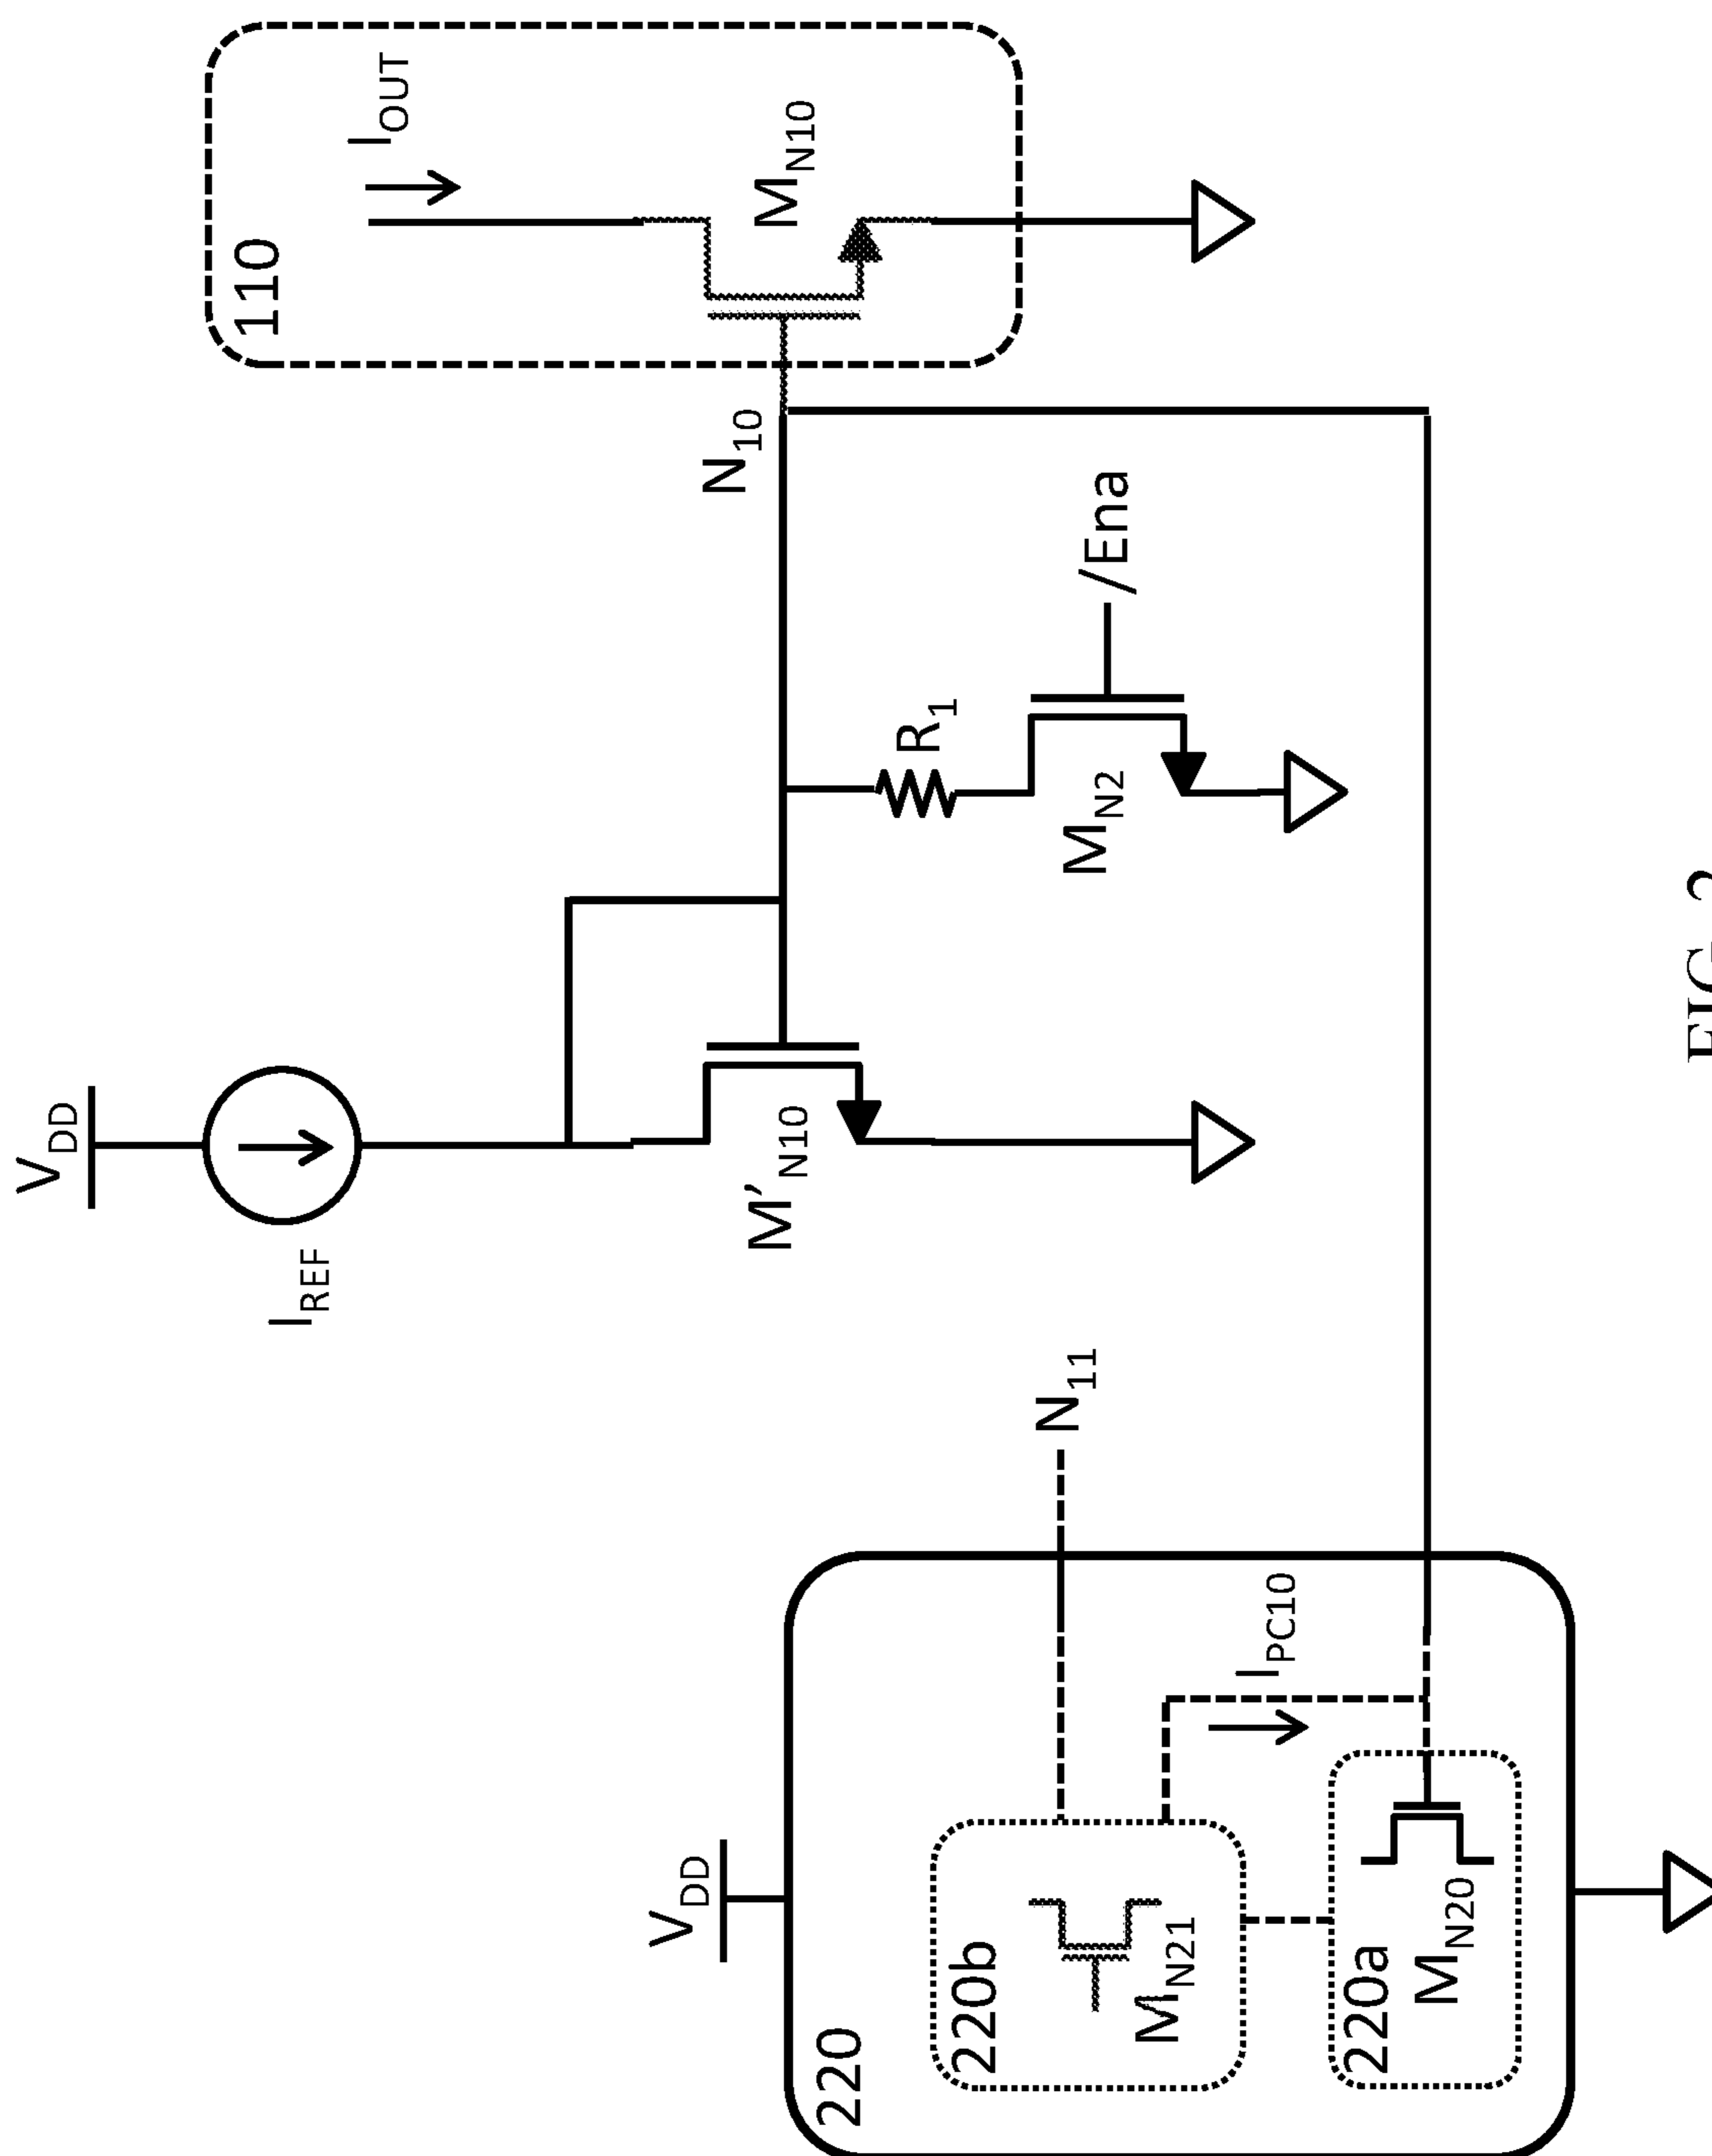 V_DD
I_REF
M'_N10
N_10
110
I_OUT
M_N10
R_1
M_N2
/Ena
V_DD
220
220b
M_N21
N_11
I_PC10
220a
M_N20